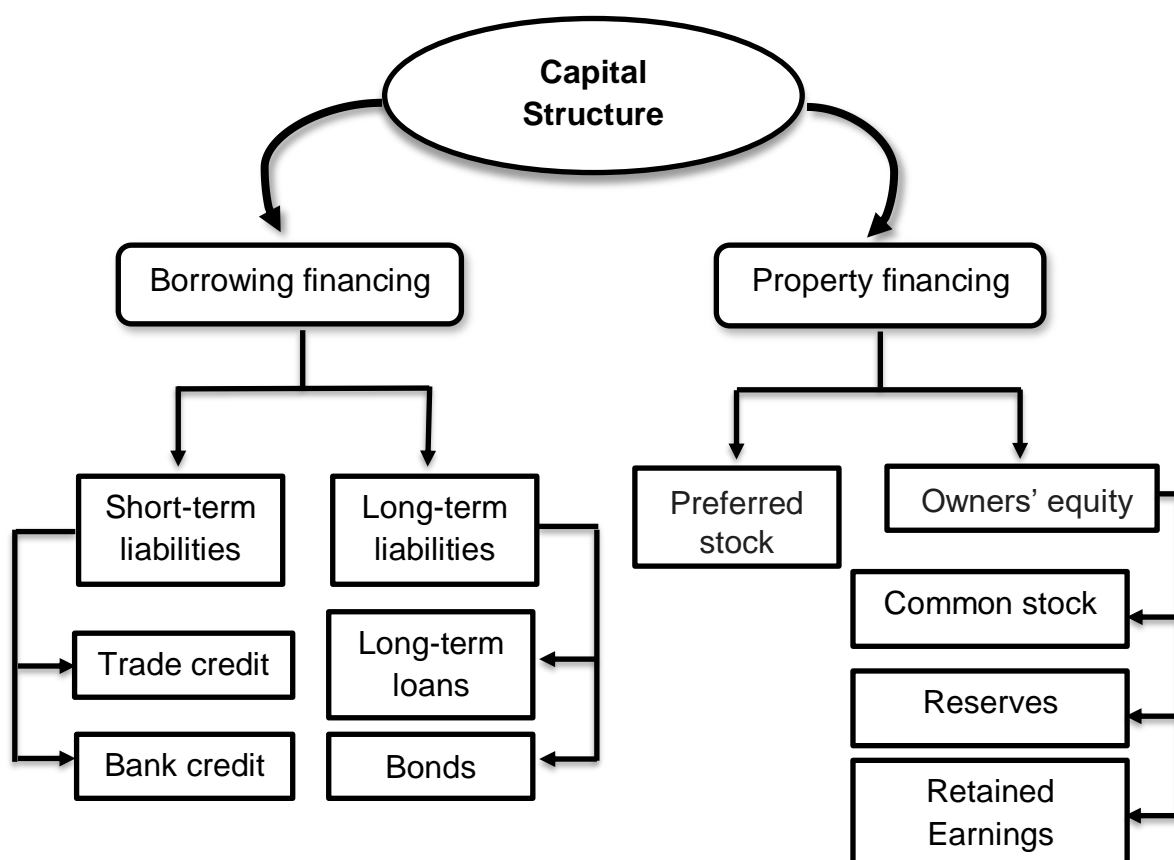 Capital
Structure
Borrowing financing
Property financing
Short-term
liabilities
Long-term
liabilities
Preferred
stock
Owners’ equity
Common stock
Trade credit
Long-term
loans
Reserves
Bank credit
Bonds
Retained
Earnings